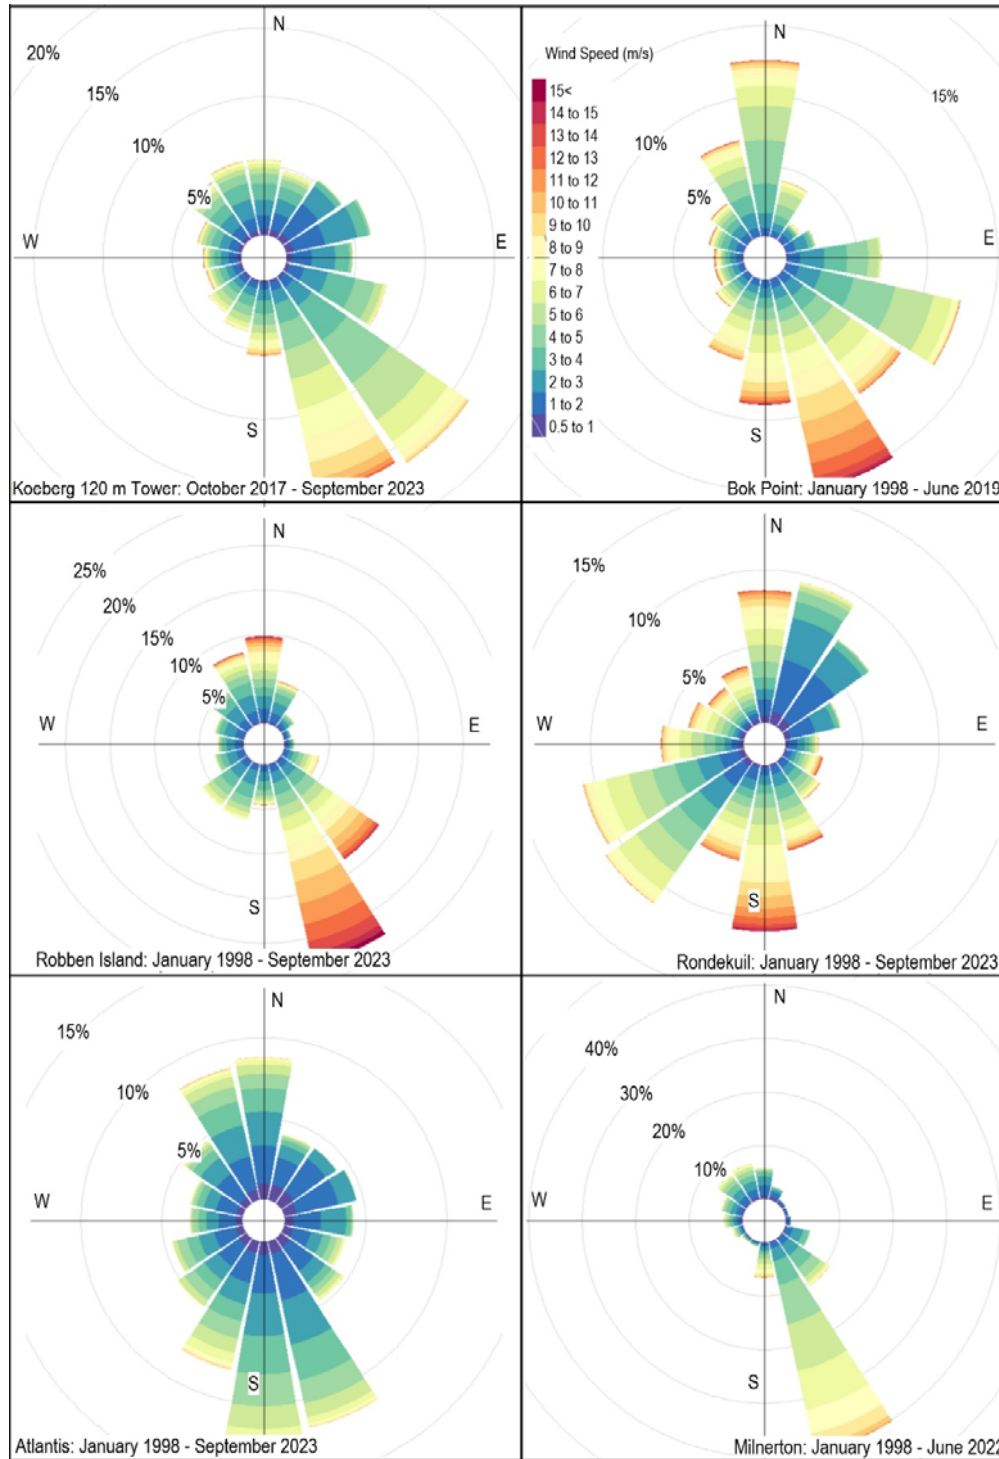 N
20%
15%
10%
5%
W
E
S
Koeberg 120 m Tower: October 2017 - September 2023
Wind Speed (m/s)
15<
14 to 15
13 to 14
12 to 13
11 to 12
10 to 11
9 to 10
8 to 9
7 to 8
6 to 7
5 to 6
4 to 5
3 to 4
2 to 3
1 to 2
0.5 to 1
N
15%
10%
5%
E
S
Bok Point: January 1998 - June 2019
N
25%
20%
15%
10%
5%
W
E
S
Robben Island: January 1998 - September 2023
N
15%
10%
5%
W
E
S
Rondekuil: January 1998 - September 2023
N
15%
10%
5%
W
E
S
Atlantis: January 1998 - September 2023
N
40%
30%
20%
10%
W
E
S
Milnerton: January 1998 - June 2022